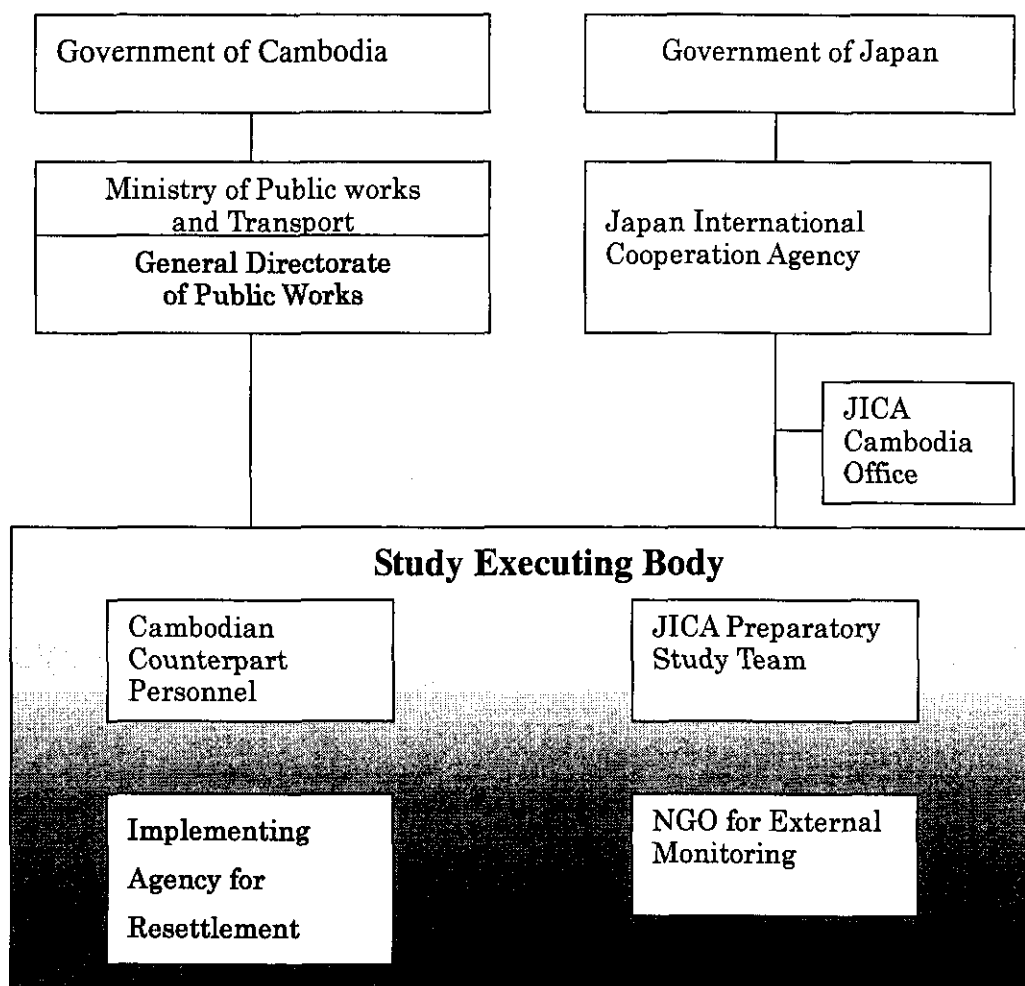 Government of Cambodia
Government of Japan
Ministry of Public works
and Transport
General Directorate
of Public Works
Japan International
Cooperation Agency
JICA
Cambodia
Office
Study Executing Body
Cambodian
Counterpart
Personnel
JICA Preparatory
Study Team
Implementing
Agency for
Resettlement
NGO for External
Monitoring